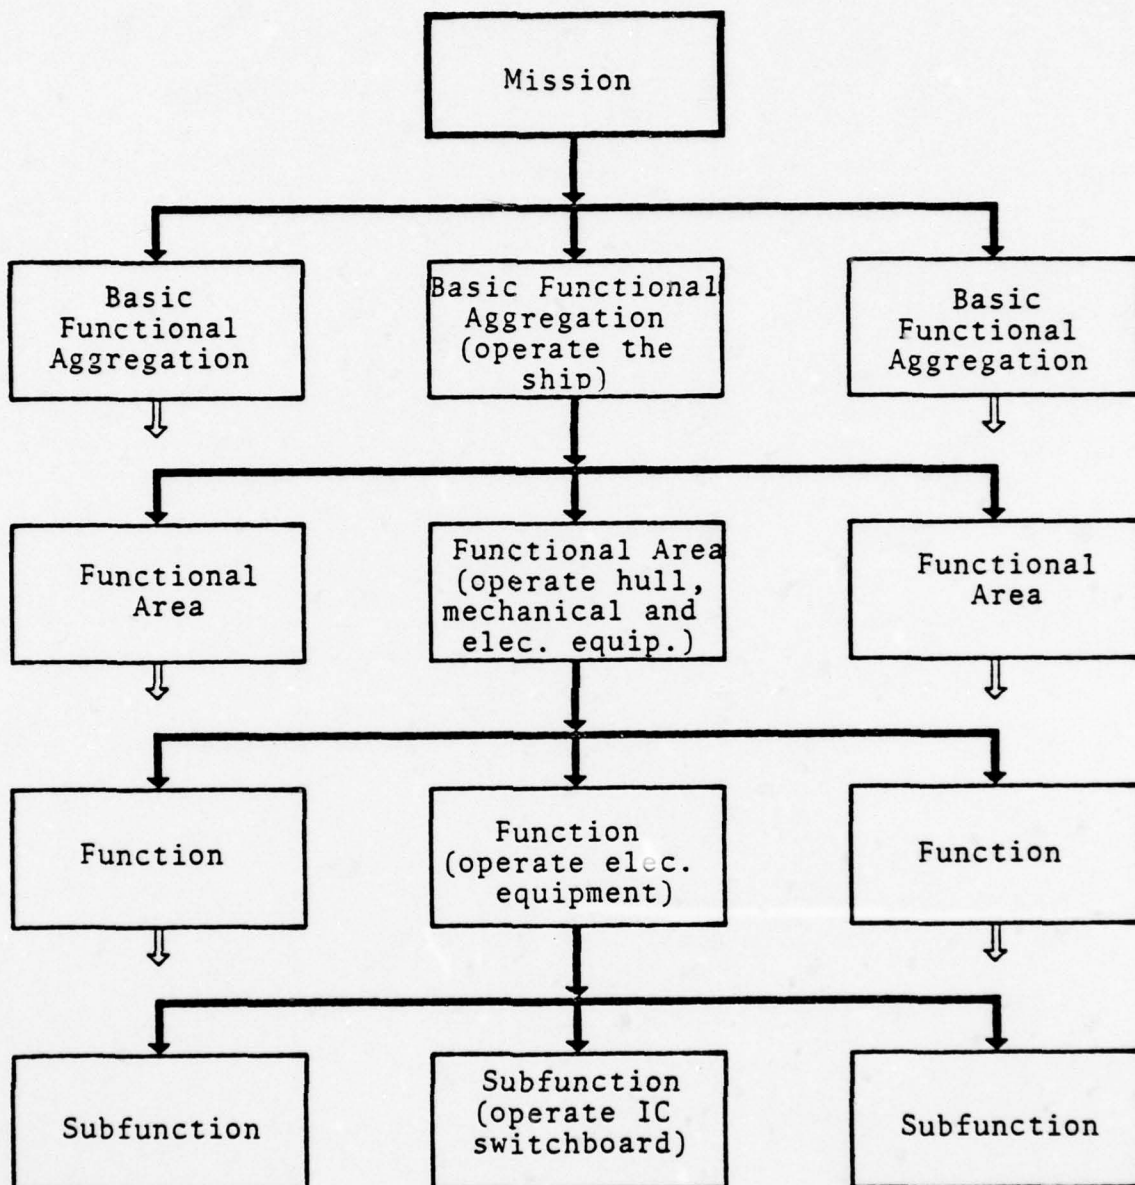 Mission
Basic
Functional
Aggregation
Basic Functional
Aggregation
(operate the
ship)
Basic
Functional
Aggregation
Functional
Area
Functional Area
(operate hull,
mechanical and
elec. equip.)
Functional
Area
Function
Function
(operate elec.
equipment)
Function
Subfunction
Subfunction
(operate IC
switchboard)
Subfunction